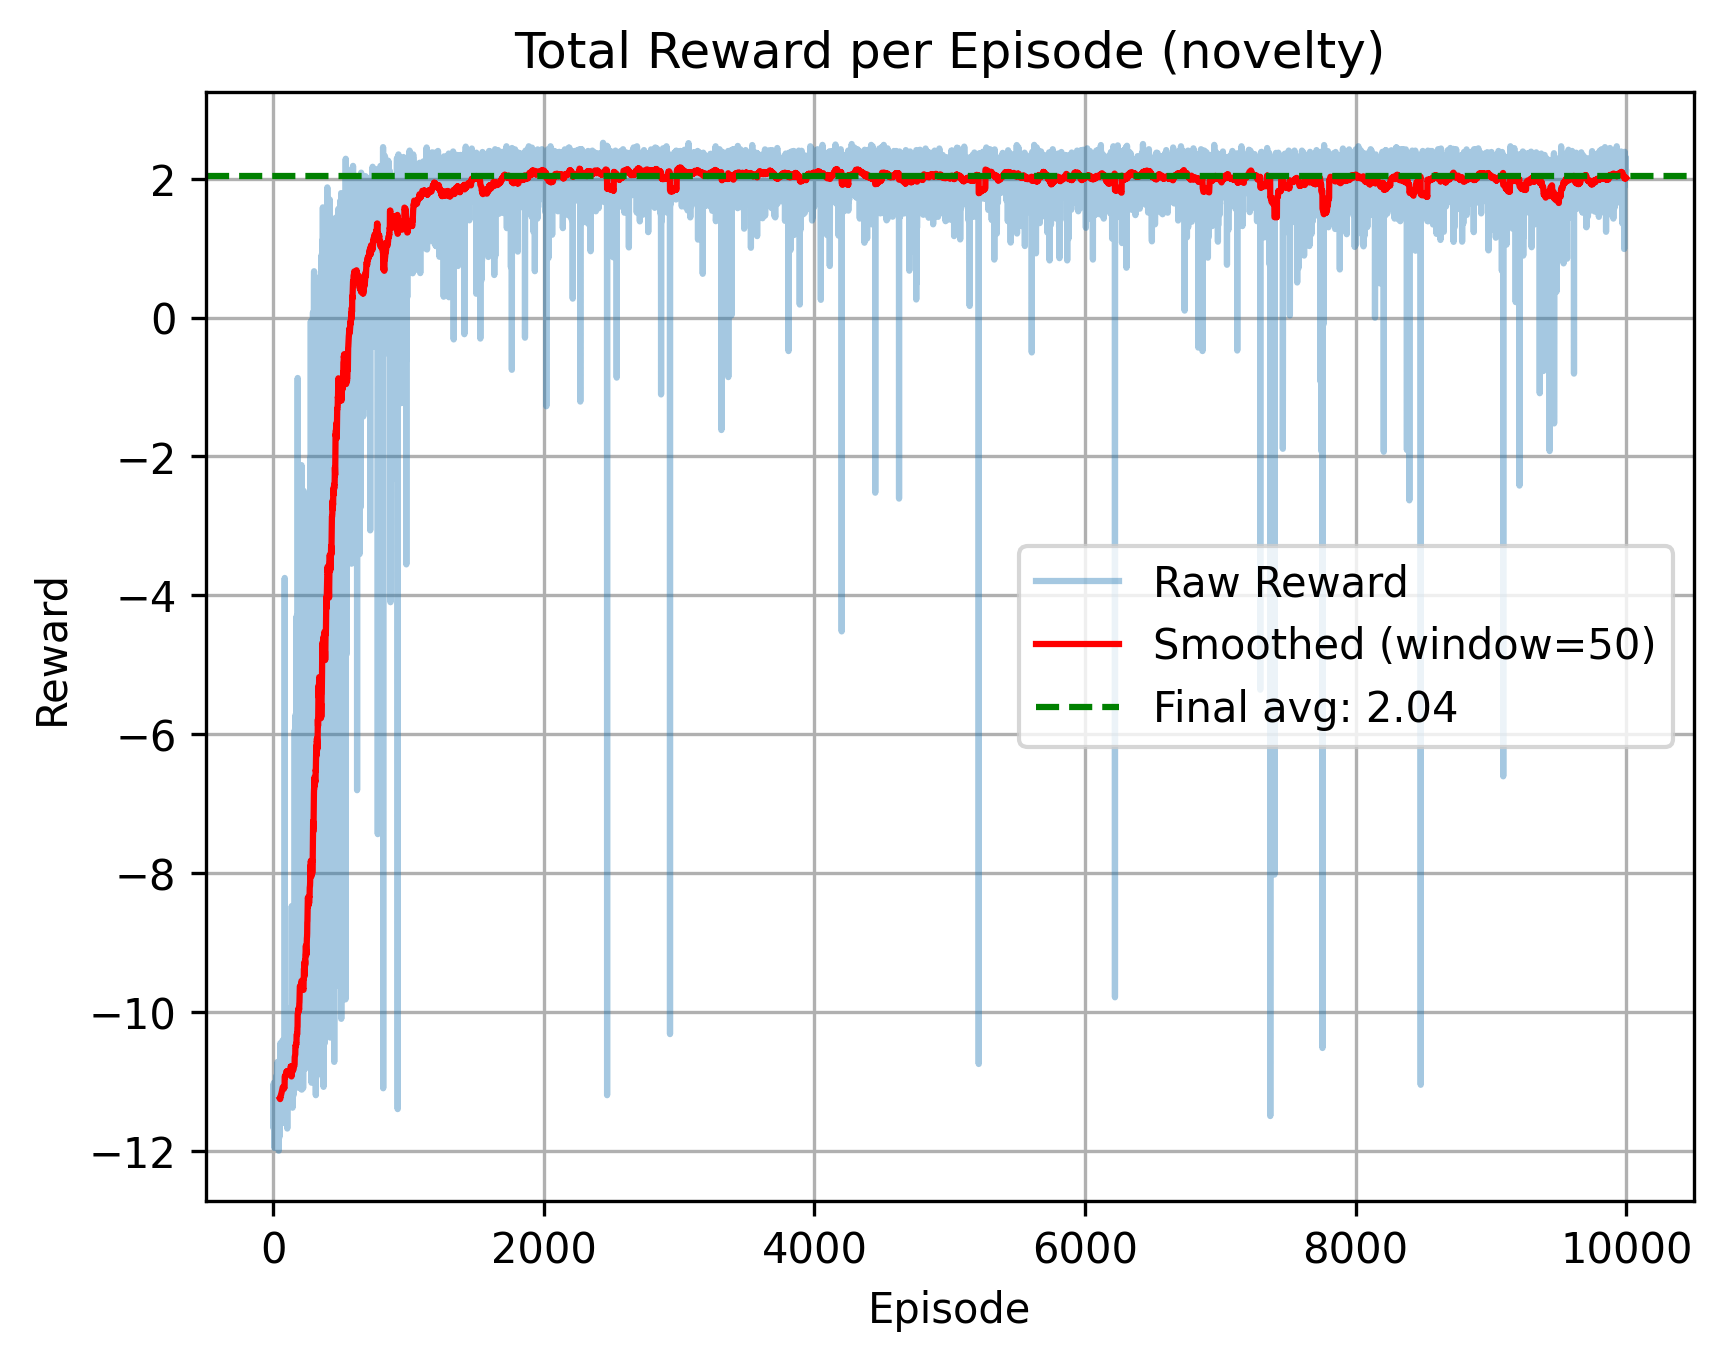 Total Reward per Episode (novelty)
2
0
−2
−4
−6
−8
−10
−12
Reward
Raw Reward
Smoothed (window=50)
Final avg: 2.04
0 2000 4000 6000 8000 10000
Episode